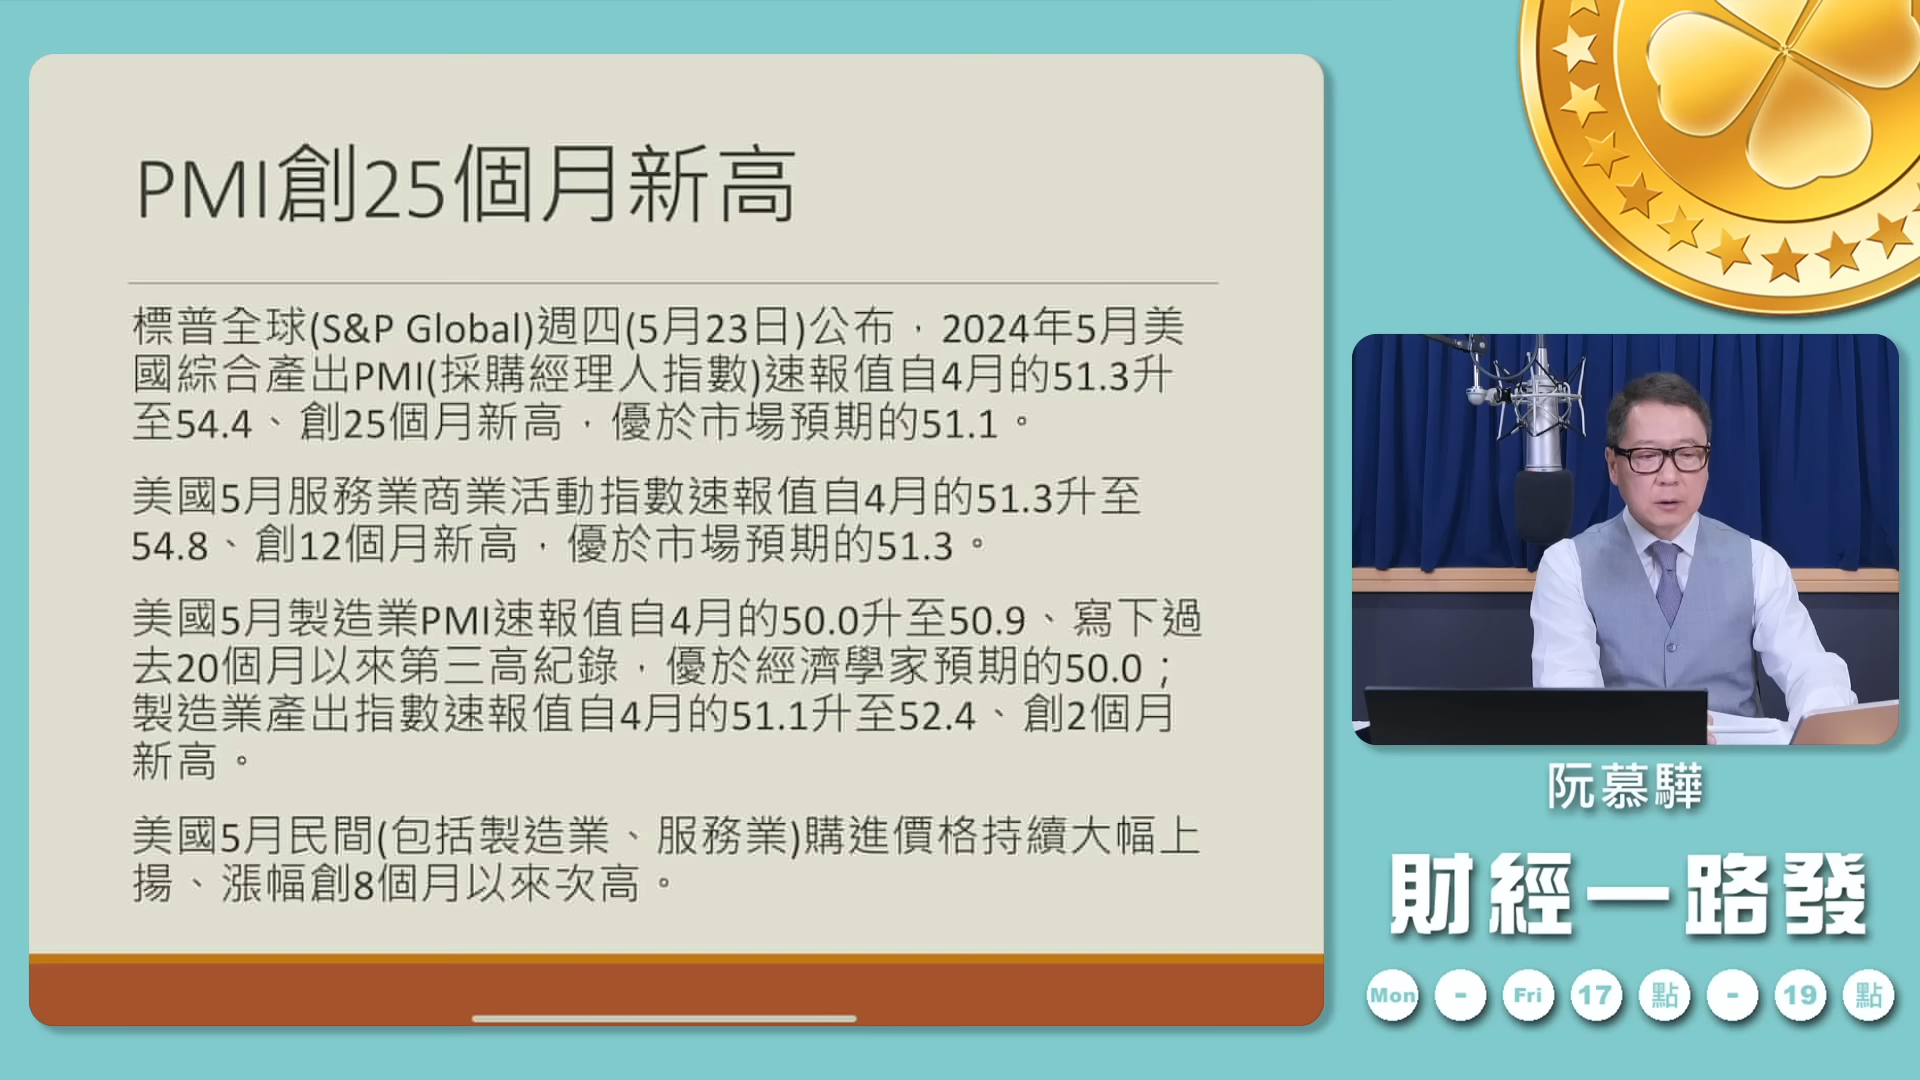 PMI創25個月新高
標普全球(S&P Global)週四(5月23日)公布，2024年5月美
國綜合產出PMI(採購經理人指數)速報值自4月的51.3升
至54.4、創25個月新高，優於市場預期的51.1。
美國5月服務業商業活動指數速報值自4月的51.3升至
54.8、創12個月新高，優於市場預期的51.3。
美國5月製造業PMI速報值自4月的50.0升至50.9、寫下過
去20個月以來第三高紀錄，優於經濟學家預期的50.0；
製造業產出指數速報值自4月的51.1升至52.4、創2個月
新高。
美國5月民間(包括製造業、服務業)購進價格持續大幅上
揚、漲幅創8個月以來次高。
阮慕驊
財經一路發
Mon - Fri 17 點 - 19 點